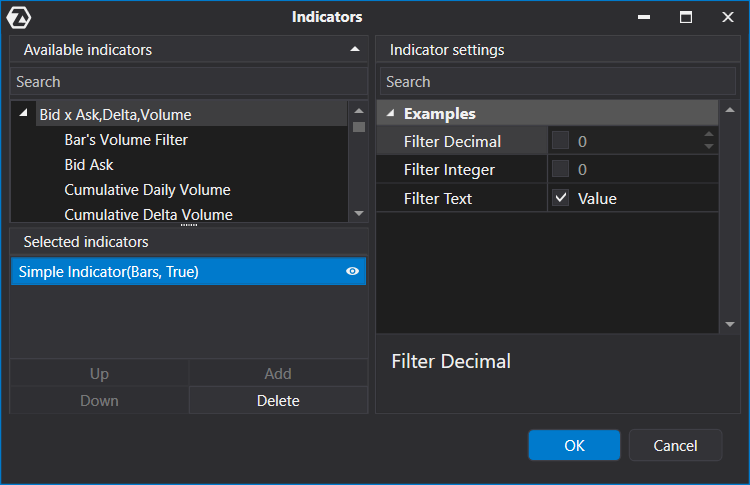 Indicators
Available indicators
Search
Bid x Ask,Delta,Volume
Bar's Volume Filter
Bid Ask
Cumulative Daily Volume
Cumulative Delta Volume
Selected indicators
Simple Indicator(Bars, True)
Up
Add
Down
Delete
Indicator settings
Search
Examples
Filter Decimal
0
Filter Integer
0
Filter Text
Value
Filter Decimal
OK
Cancel